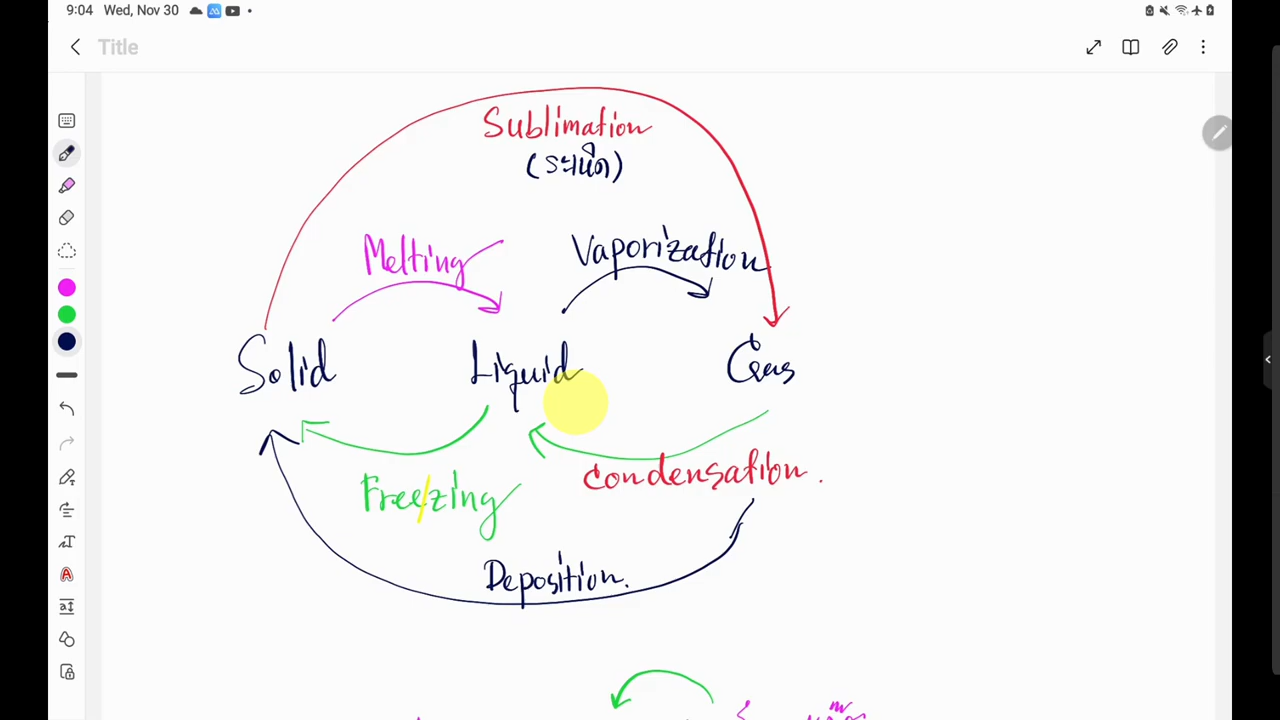 9:04 Wed, Nov 30
Title
Sublimation
(ระเหิด)
Melting
Vaporization
Solid
Liquid
Gas
Freezing
condensation.
Deposition.